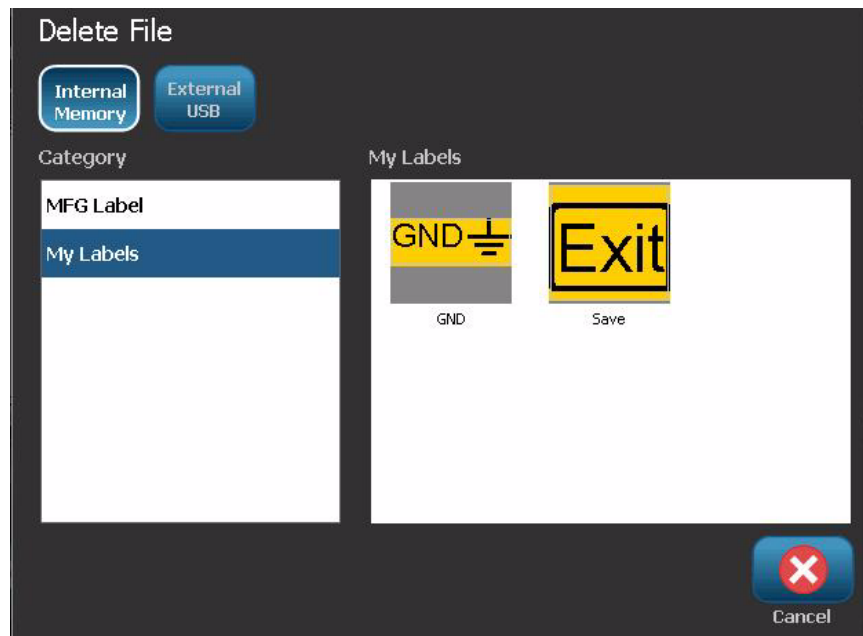 Delete File
Internal
Memory
External
USB
Category
My Labels
MFG Label
My Labels
GND
Exit
GND
Save
Cancel